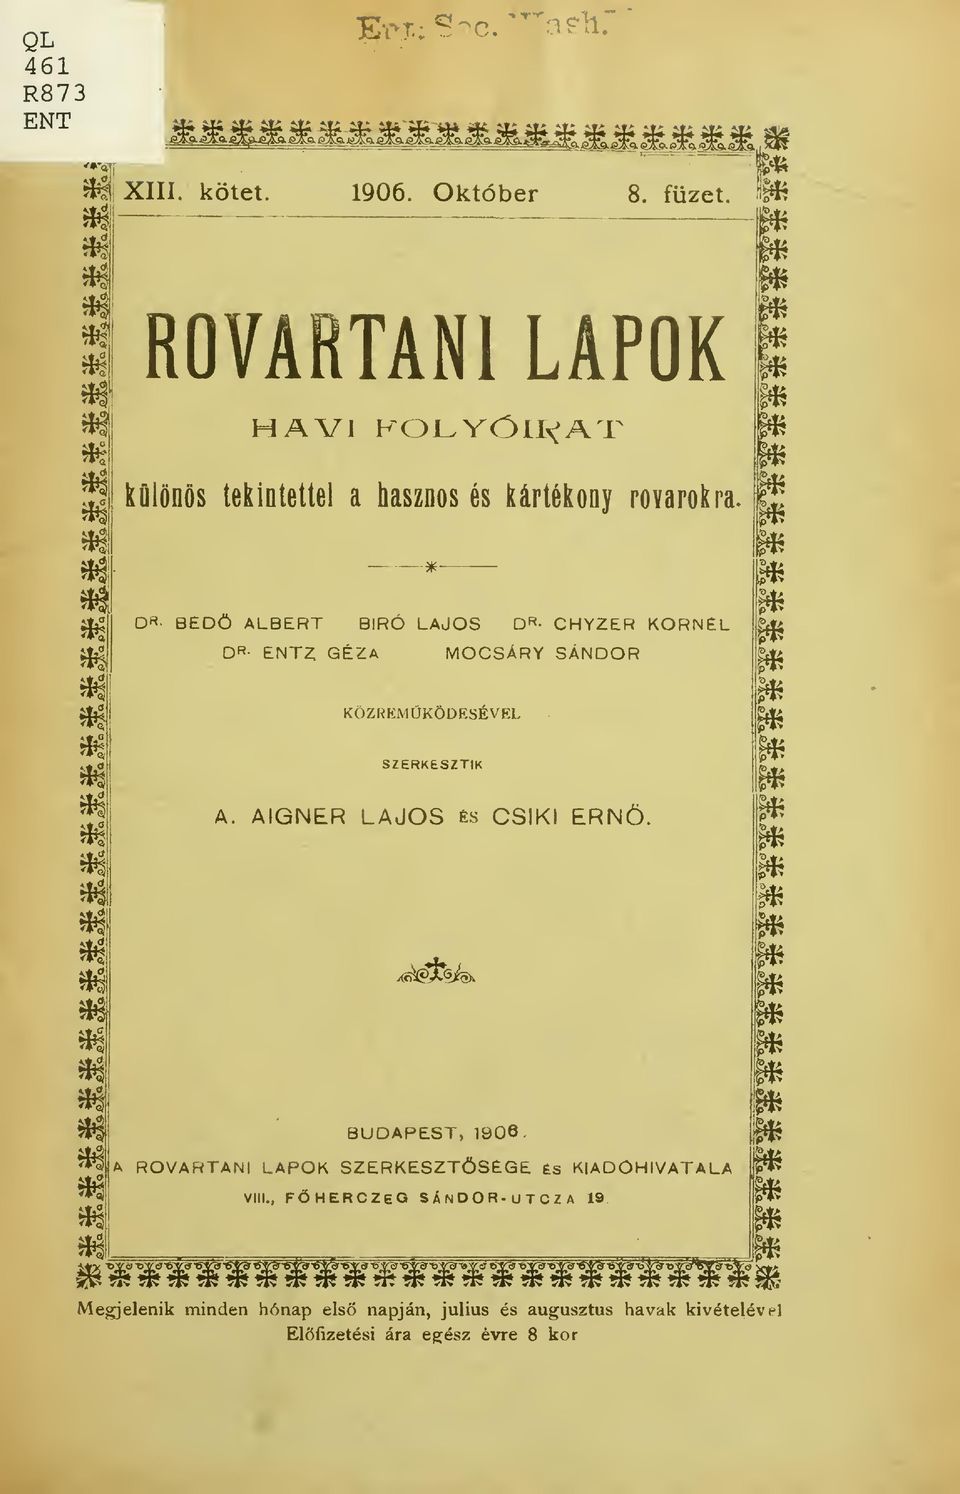 QL
461
R873
ENT
Ent. Soc. Wash.
XIII. kötet. 1906. Október 8. füzet.
ROVARTANI LAPOK
HAVI FOLYÓIRAT
különös tekintettel a hasznos és kártékony rovarokra.
DR. BEDŐ ALBERT BIRÓ LAJOS DR. CHYZER KORNÉL
DR. ENTZ GÉZA MOCSÁRY SÁNDOR
KÖZREMŰKÖDÉSÉVEL
SZERKESZTIK
A. AIGNER LAJOS ÉS CSIKI ERNŐ.
BUDAPEST, 1906.
A ROVARTANI LAPOK SZERKESZTŐSÉGE ÉS KIADÓHIVATALA
VIII., FŐHERCZEG SÁNDOR-UTCZA 19
Megjelenik minden hónap első napján, julius és augusztus havak kivételével
Előfizetési ára egész évre 8 kor